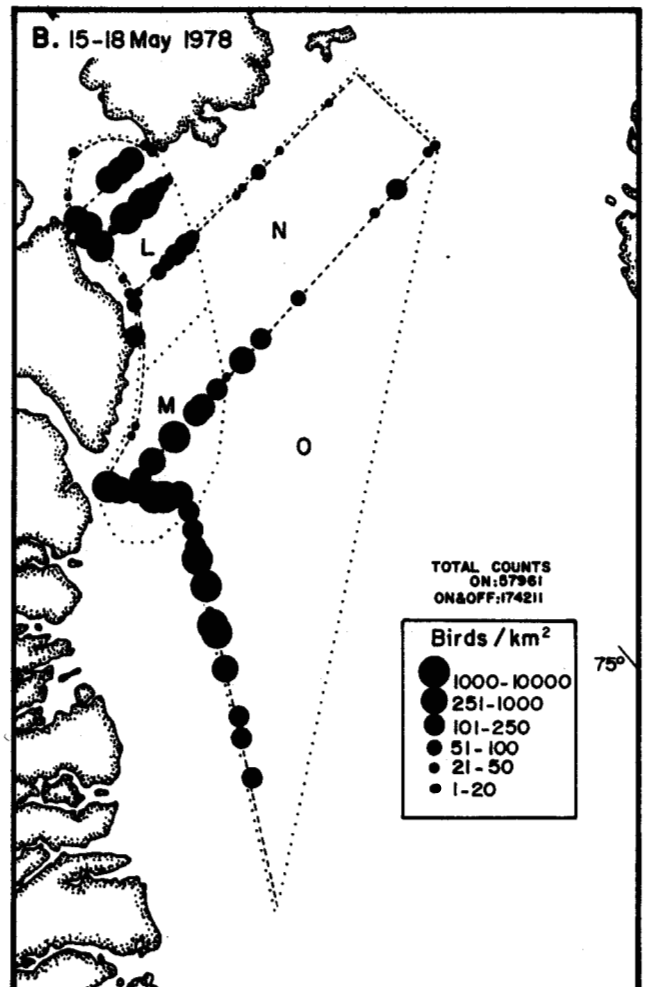 B. 15-18 May 1978
N
L
M
O
TOTAL COUNTS
ON:57961
ON&OFF:174211
Birds/km²
1000-10000
251-1000
101-250
51-100
21-50
1-20
75°